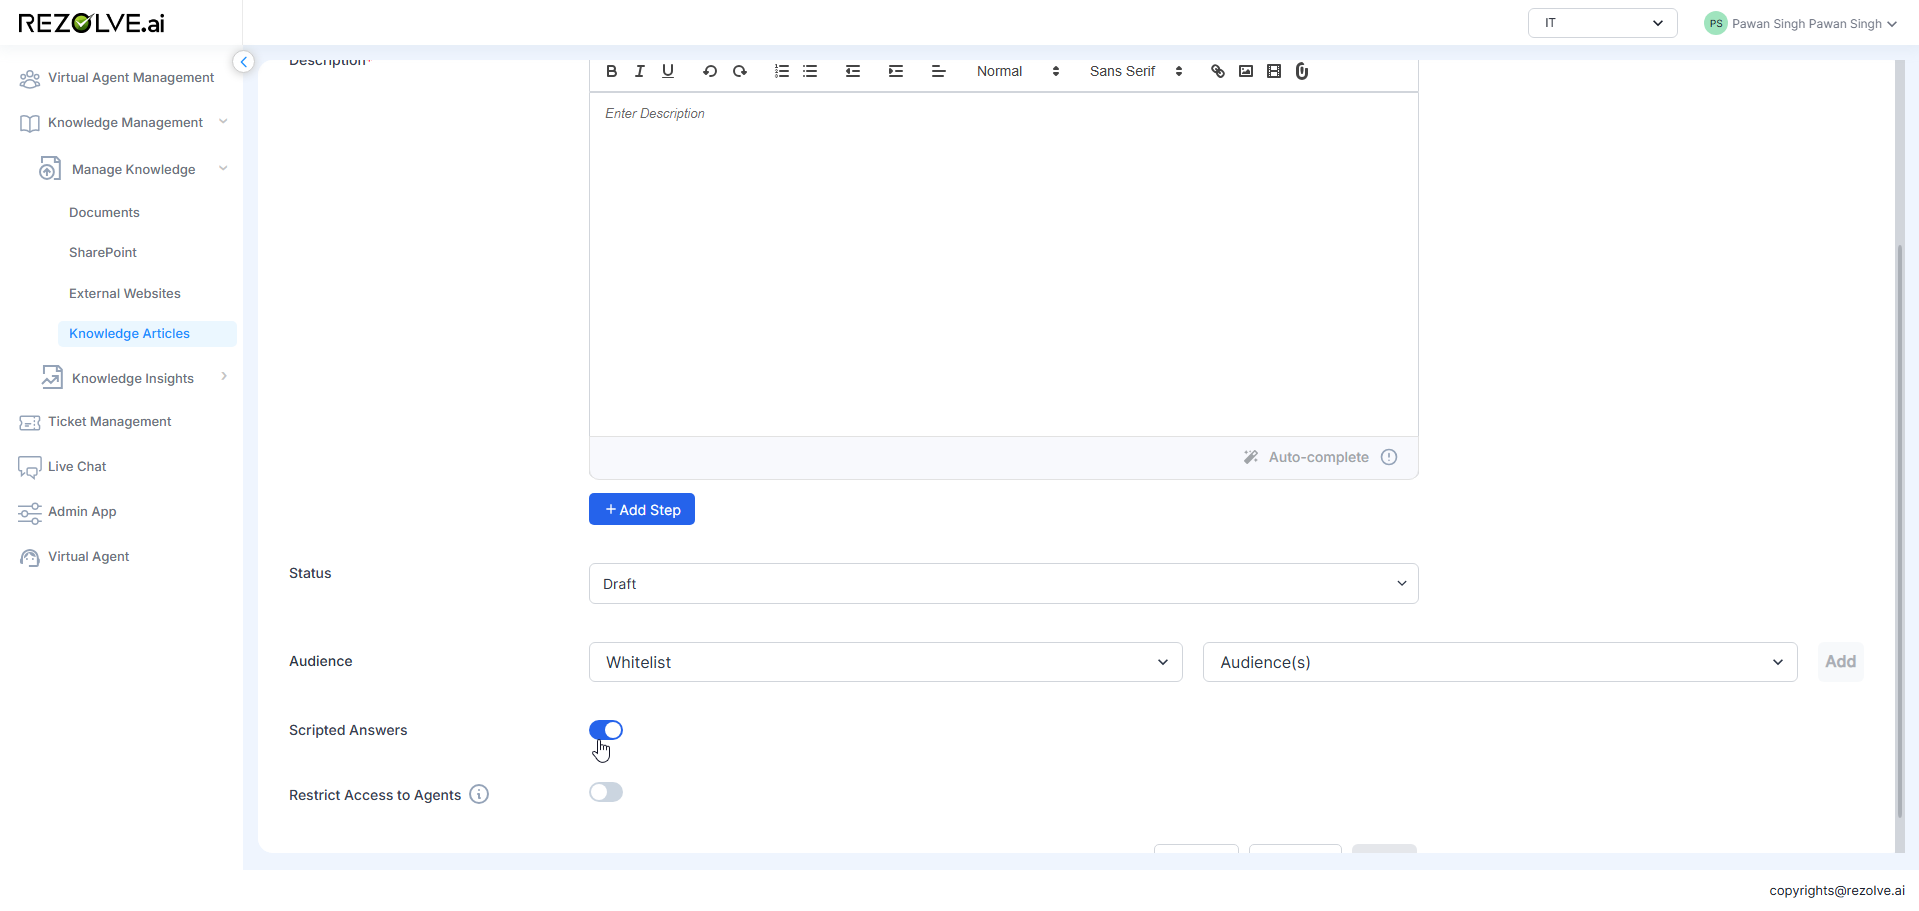 REZOLVE.ai
IT
PS Pawan Singh Pawan Singh
Virtual Agent Management
Knowledge Management
Manage Knowledge
Documents
SharePoint
External Websites
Knowledge Articles
Knowledge Insights
Ticket Management
Live Chat
Admin App
Virtual Agent
Description*
B I U Normal Sans Serif
Enter Description
Auto-complete
+ Add Step
Status
Draft
Audience
Whitelist
Audience(s)
Add
Scripted Answers
Restrict Access to Agents
copyrights@rezolve.ai